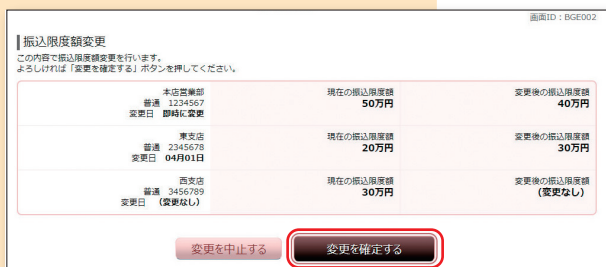 画面ID：BGE002
振込限度額変更
この内容で振込限度額変更を行います。
よろしければ「変更を確定する」ボタンを押してください。
本店営業部
普通 1234567
変更日 即時に変更
現在の振込限度額
50万円
変更後の振込限度額
40万円
東支店
普通 2345678
変更日 04月01日
現在の振込限度額
20万円
変更後の振込限度額
30万円
西支店
普通 3456789
変更日 （変更なし）
現在の振込限度額
30万円
変更後の振込限度額
（変更なし）
変更を中止する 変更を確定する